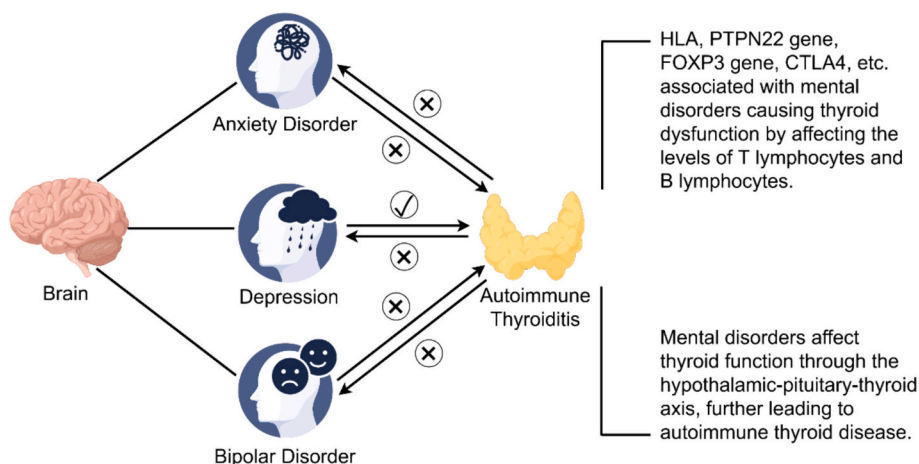 HLA, PTPN22 gene,
FOXP3 gene, CTLA4, etc.
associated with mental
disorders causing thyroid
dysfunction by affecting the
levels of T lymphocytes and
B lymphocytes.
Anxiety Disorder
Brain
Depression
Autoimmune
Thyroiditis
Mental disorders affect
thyroid function through the
hypothalamic-pituitary-thyroid
axis, further leading to
autoimmune thyroid disease.
Bipolar Disorder